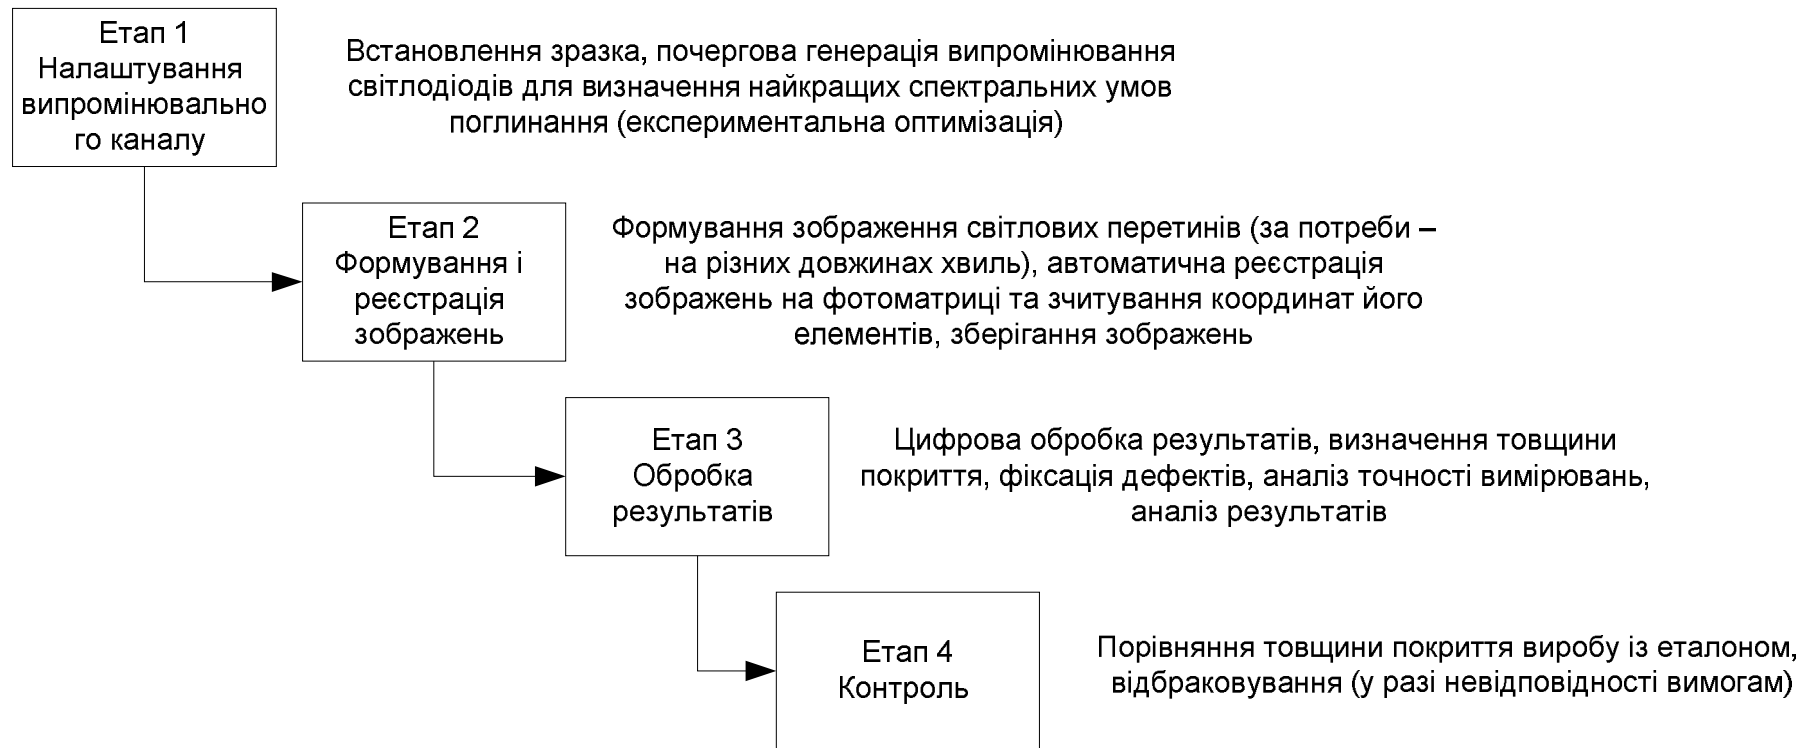 Етап 1
Налаштування
випромінювально
го каналу
Встановлення зразка, почергова генерація випромінювання
світлодіодів для визначення найкращих спектральних умов
поглинання (експериментальна оптимізація)
Етап 2
Формування і
реєстрація
зображень
Формування зображення світлових перетинів (за потреби –
на різних довжинах хвиль), автоматична реєстрація
зображень на фотоматриці та зчитування координат його
елементів, зберігання зображень
Етап 3
Обробка
результатів
Цифрова обробка результатів, визначення товщини
покриття, фіксація дефектів, аналіз точності вимірювань,
аналіз результатів
Етап 4
Контроль
Порівняння товщини покриття виробу із еталоном,
відбраковування (у разі невідповідності вимогам)